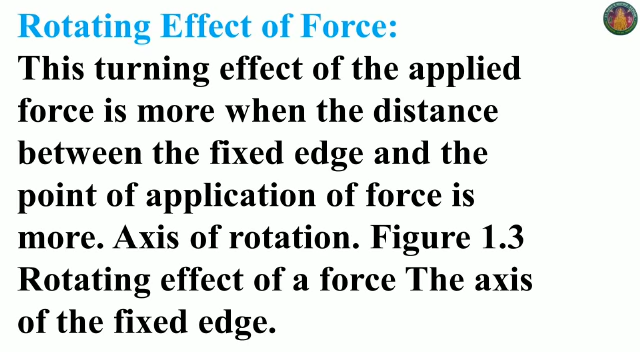 Rotating Effect of Force:
This turning effect of the applied
force is more when the distance
between the fixed edge and the
point of application of force is
more. Axis of rotation. Figure 1.3
Rotating effect of a force The axis
of the fixed edge.